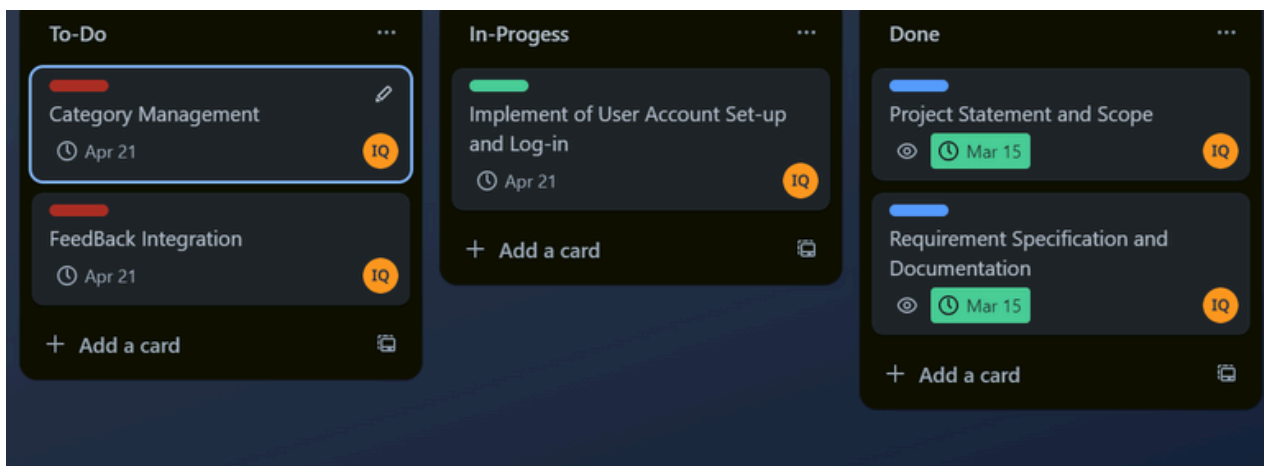 To-Do
Category Management
Apr 21
IQ
FeedBack Integration
Apr 21
IQ
+ Add a card
In-Progess
Implement of User Account Set-up
and Log-in
Apr 21
IQ
+ Add a card
Done
Project Statement and Scope
Mar 15
IQ
Requirement Specification and
Documentation
Mar 15
IQ
+ Add a card